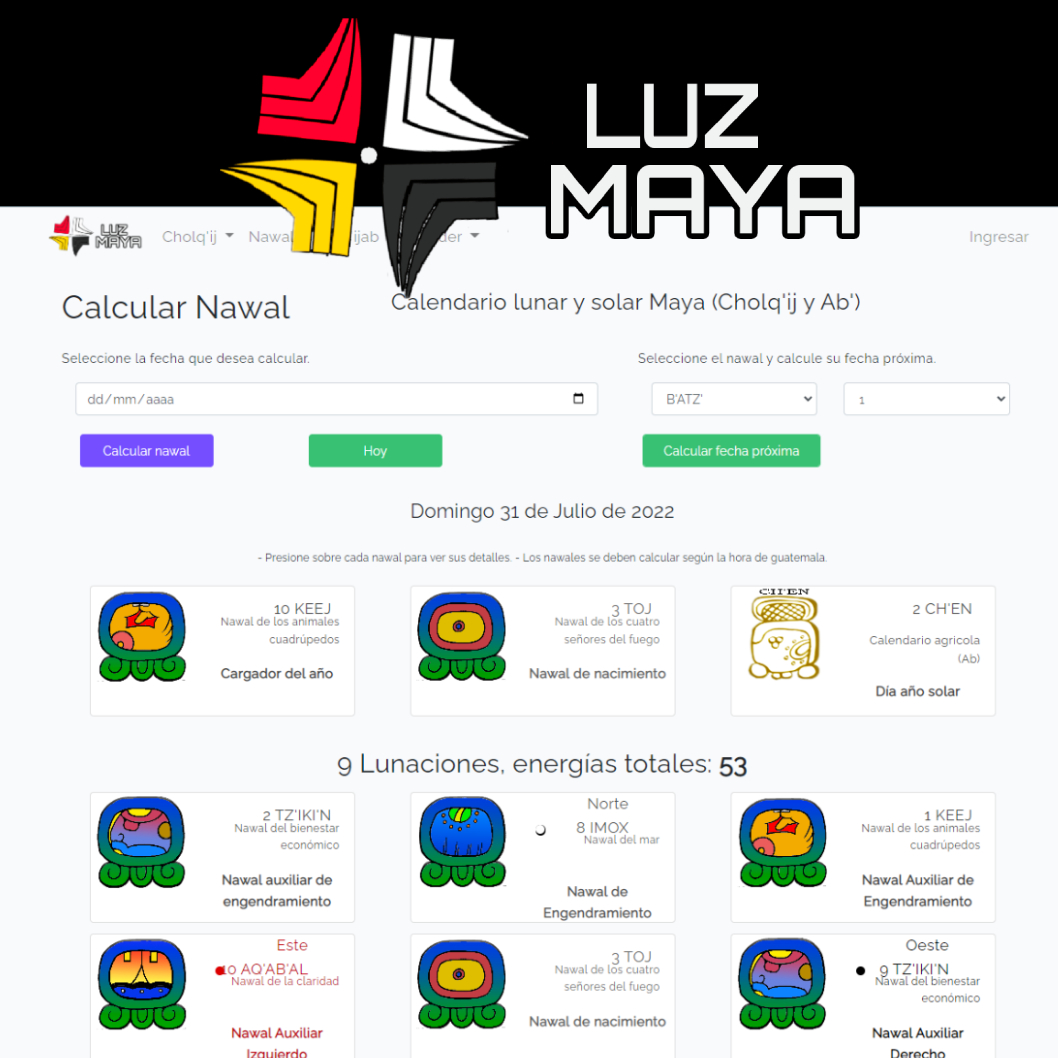 LUZ
MAYA
LUZ
MAYA
Cholq'ij
Ingresar
Calcular Nawal
Calendario lunar y solar Maya (Cholq'ij y Ab')
Seleccione la fecha que desea calcular.
Seleccione el nawal y calcule su fecha próxima.
dd/mm/aaaa
B'ATZ'
1
Calcular nawal
Hoy
Calcular fecha próxima
Domingo 31 de Julio de 2022
- Presione sobre cada nawal para ver sus detalles. - Los nawales se deben calcular según la hora de guatemala.
10 KEEJ
Nawal de los animales
cuadrúpedos
Cargador del año
3 TOJ
Nawal de los cuatro
señores del fuego
Nawal de nacimiento
CH'EN
2 CH'EN
Calendario agricola
(Ab)
Día año solar
9 Lunaciones, energías totales: 53
2 TZ'IKI'N
Nawal del bienestar
económico
Nawal auxiliar de
engendramiento
Norte
8 IMOX
Nawal del mar
Nawal de
Engendramiento
1 KEEJ
Nawal de los animales
cuadrúpedos
Nawal Auxiliar de
Engendramiento
Este
10 AQ'AB'AL
Nawal de la claridad
Nawal Auxiliar
Izquierdo
3 TOJ
Nawal de los cuatro
señores del fuego
Nawal de nacimiento
Oeste
9 TZ'IKI'N
Nawal del bienestar
económico
Nawal Auxiliar
Derecho